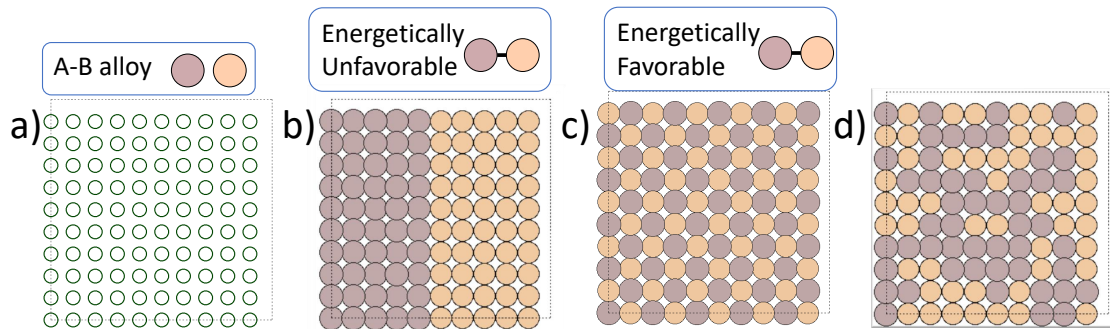 A-B alloy
Energetically
Unfavorable
Energetically
Favorable
a)
b)
c)
d)